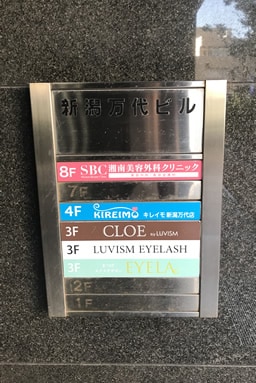 新潟万代ビル
8F SBC 湘南美容外科クリニック
7F
4F KIREIMO キレイモ 新潟万代店
3F CLOE by LUVISM
3F LUVISM EYELASH
3F EYELA
2F
1F